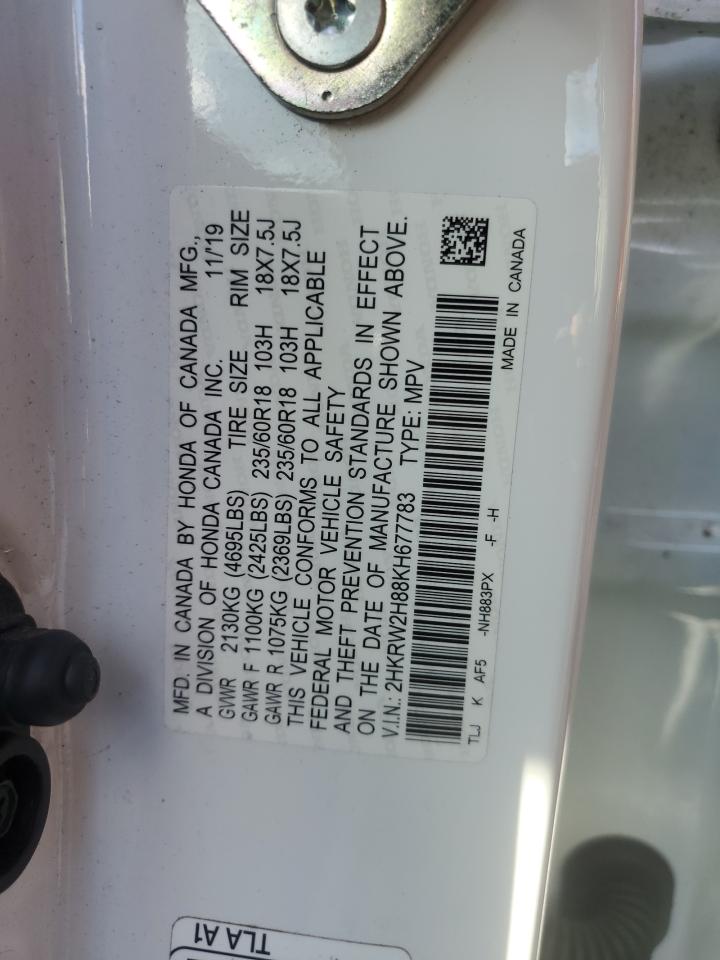 MFD. IN CANADA BY HONDA OF CANADA MFG.,
A DIVISION OF HONDA CANADA INC. 11/19
GVWR 2130KG (4695LBS) TIRE SIZE RIM SIZE
GAWR F 1100KG (2425LBS) 235/60R18 103H 18X7.5J
GAWR R 1075KG (2369LBS) 235/60R18 103H 18X7.5J
THIS VEHICLE CONFORMS TO ALL APPLICABLE
FEDERAL MOTOR VEHICLE SAFETY
AND THEFT PREVENTION STANDARDS IN EFFECT
ON THE DATE OF MANUFACTURE SHOWN ABOVE.
V.I.N.: 2HKRW2H88KH677783 TYPE: MPV
TLJ K AF5 -NH883PX -F -H
MADE IN CANADA
TLA A1